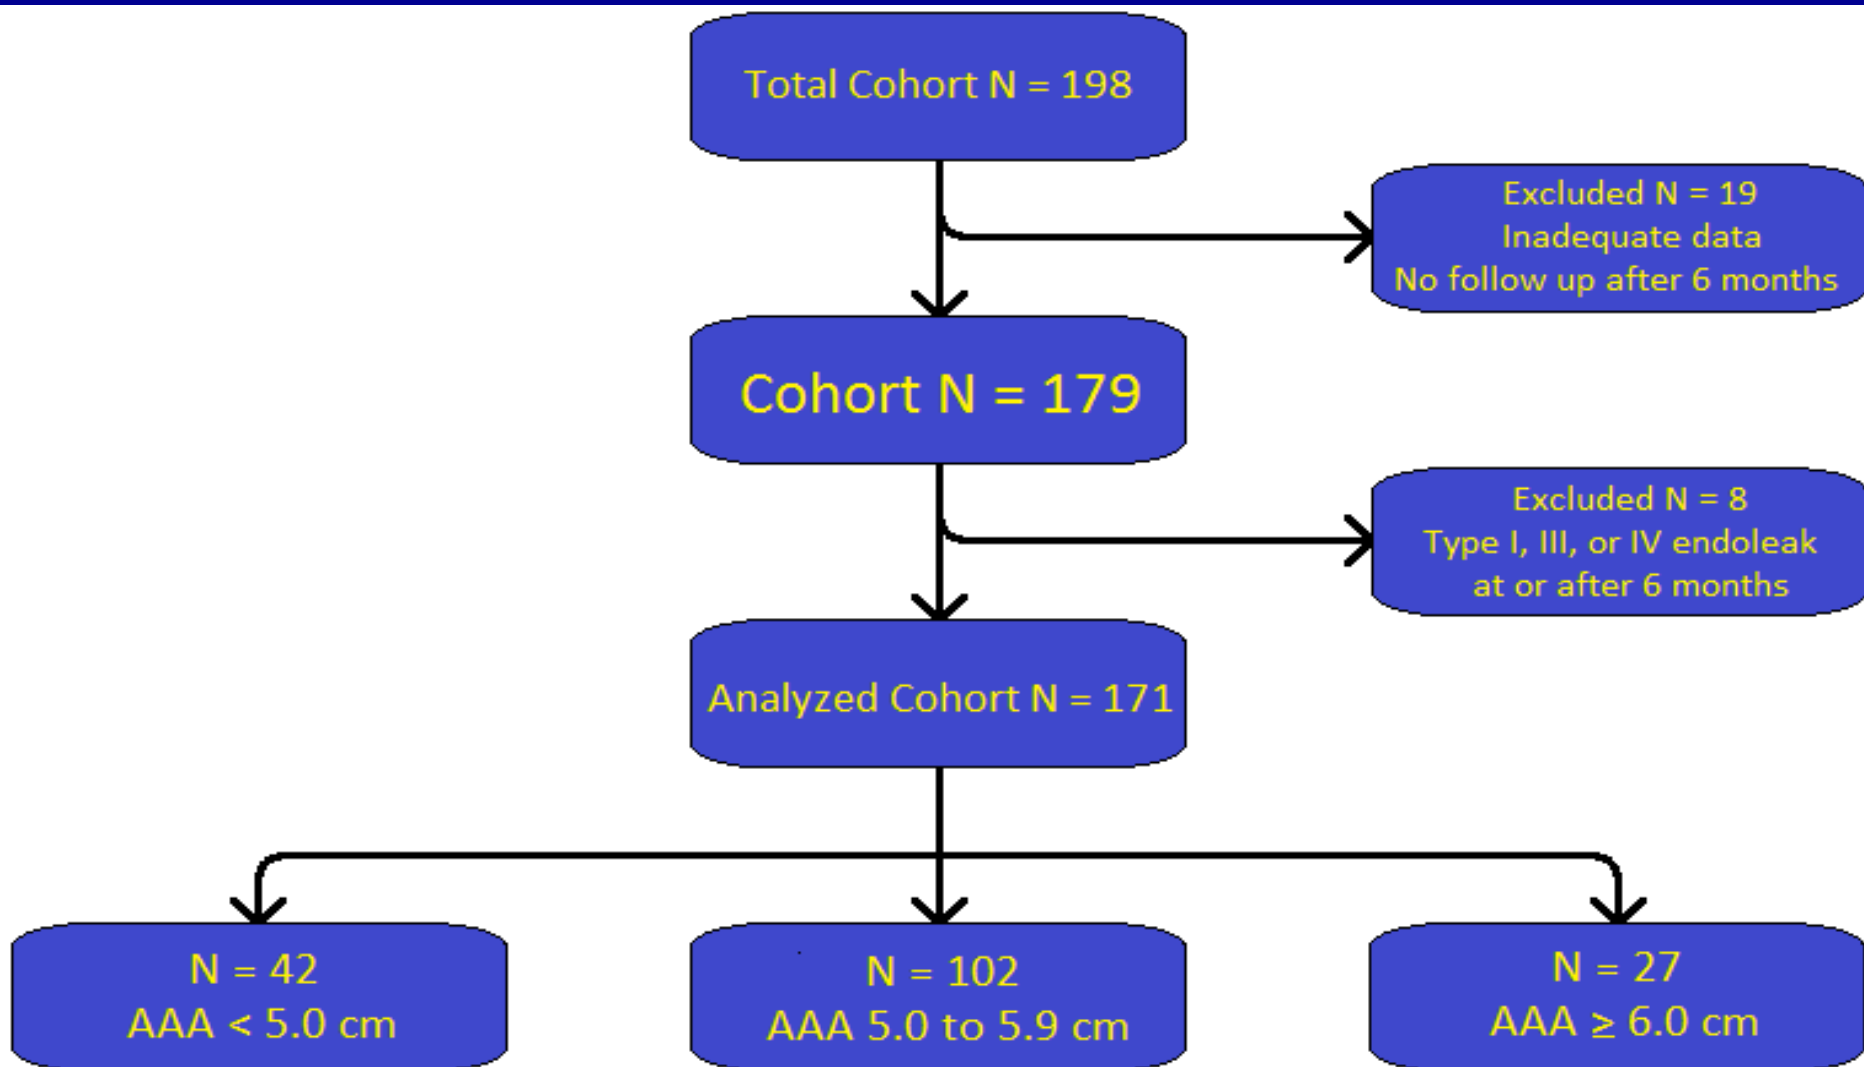 Total Cohort N = 198
Excluded N = 19
Inadequate data
No follow up after 6 months
Cohort N = 179
Excluded N = 8
Type I, III, or IV endoleak
at or after 6 months
Analyzed Cohort N = 171
N = 42
AAA < 5.0 cm
N = 102
AAA 5.0 to 5.9 cm
N = 27
AAA ≥ 6.0 cm